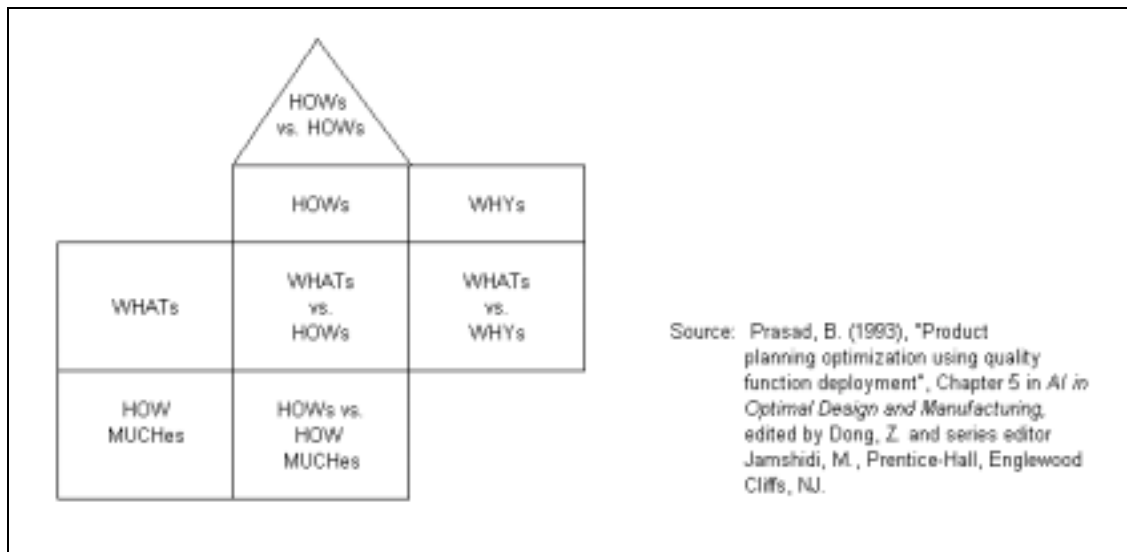 HOWs
vs. HOWs
HOWs
WHYs
WHATs
WHATs
vs.
HOWs
WHATs
vs.
WHYs
HOW
MUCHes
HOWs vs.
HOW
MUCHes
Source: Prasad, B. (1993), "Product
planning optimization using quality
function deployment", Chapter 5 in AI in
Optimal Design and Manufacturing,
edited by Dong, Z. and series editor
Jamshidi, M., Prentice-Hall, Englewood
Cliffs, NJ.